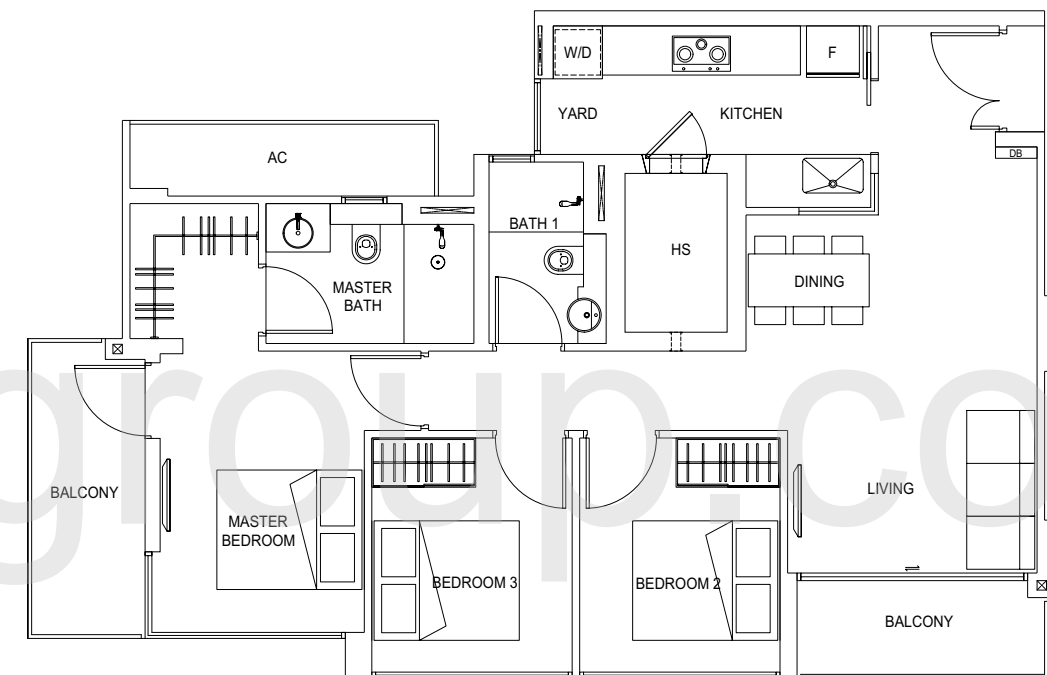 W/D
F
YARD
KITCHEN
DB
AC
BATH 1
HS
DINING
MASTER
BATH
BALCONY
MASTER
BEDROOM
BEDROOM 3
BEDROOM 2
LIVING
BALCONY
group.co